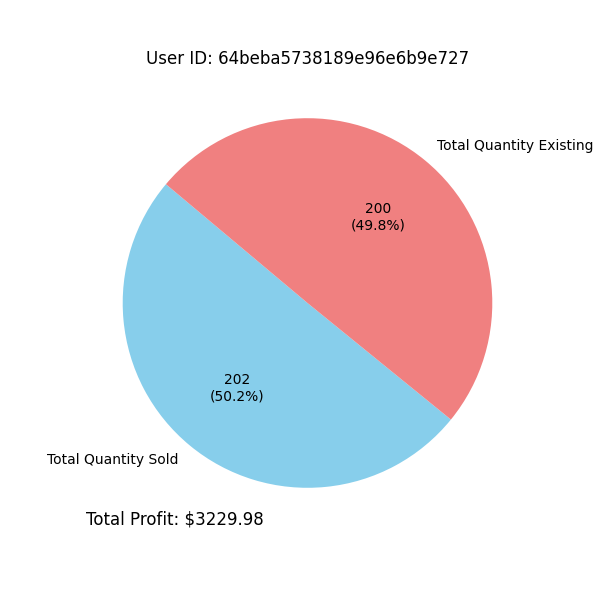 User ID: 64beba5738189e96e6b9e727
Total Quantity Existing
200
(49.8%)
202
(50.2%)
Total Quantity Sold
Total Profit: $3229.98